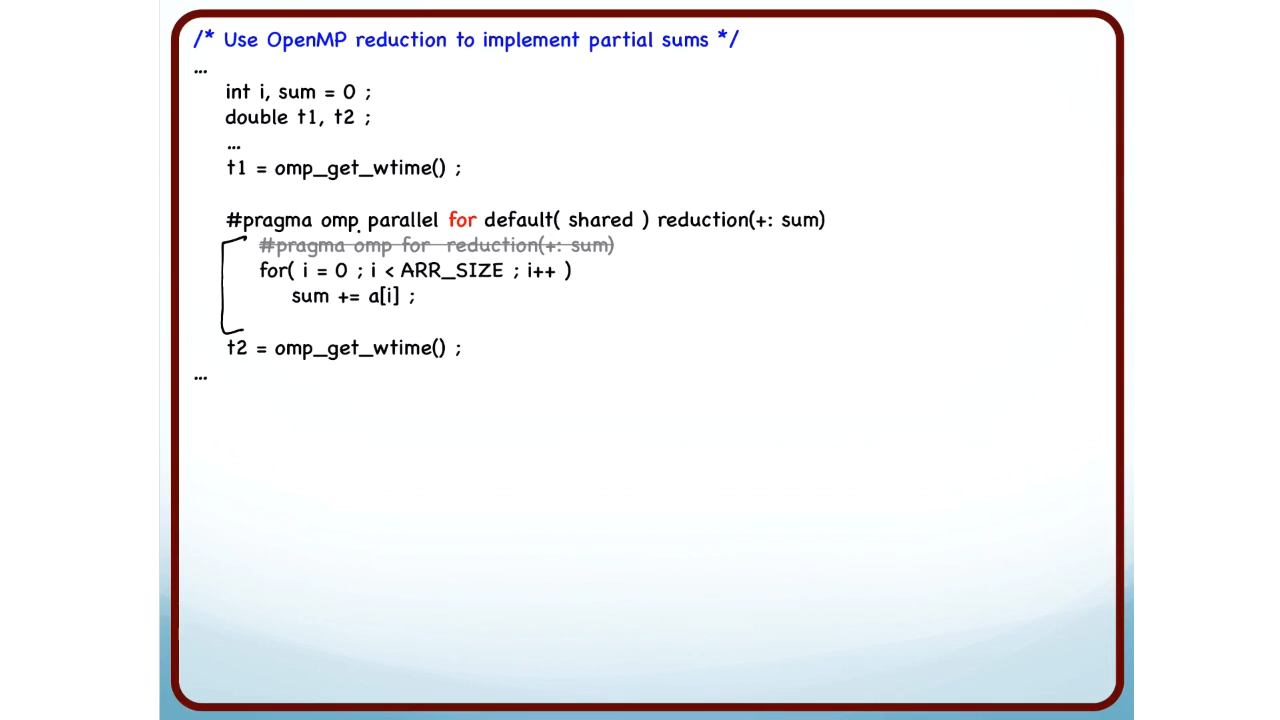 /* Use OpenMP reduction to implement partial sums */
...
int i, sum = 0 ;
double t1, t2 ;
...
t1 = omp_get_wtime() ;
#pragma omp parallel for default( shared ) reduction(+: sum)
#pragma omp for reduction(+: sum)
for( i = 0 ; i < ARR_SIZE ; i++ )
sum += a[i] ;
t2 = omp_get_wtime() ;
...